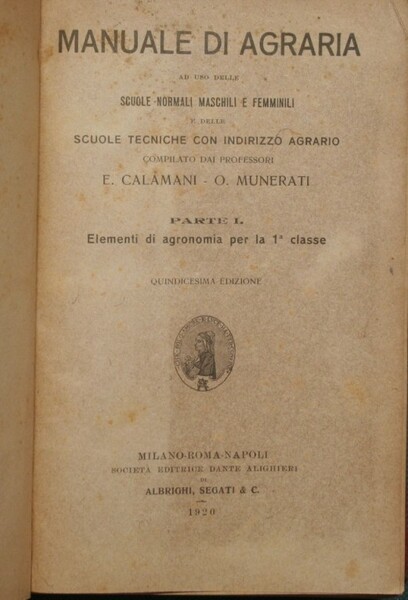 MANUALE DI AGRARIA
AD USO DELLE
SCUOLE NORMALI MASCHILI E FEMMINILI
E DELLE
SCUOLE TECNICHE CON INDIRIZZO AGRARIO
COMPILATO DAI PROFESSORI
E. CALAMANI - O. MUNERATI
PARTE I.
Elementi di agronomia per la 1ª classe
QUINDICESIMA EDIZIONE
MILANO-ROMA-NAPOLI
SOCIETÀ EDITRICE DANTE ALIGHIERI
DI
ALBRIGHI, SEGATI & C.
1920